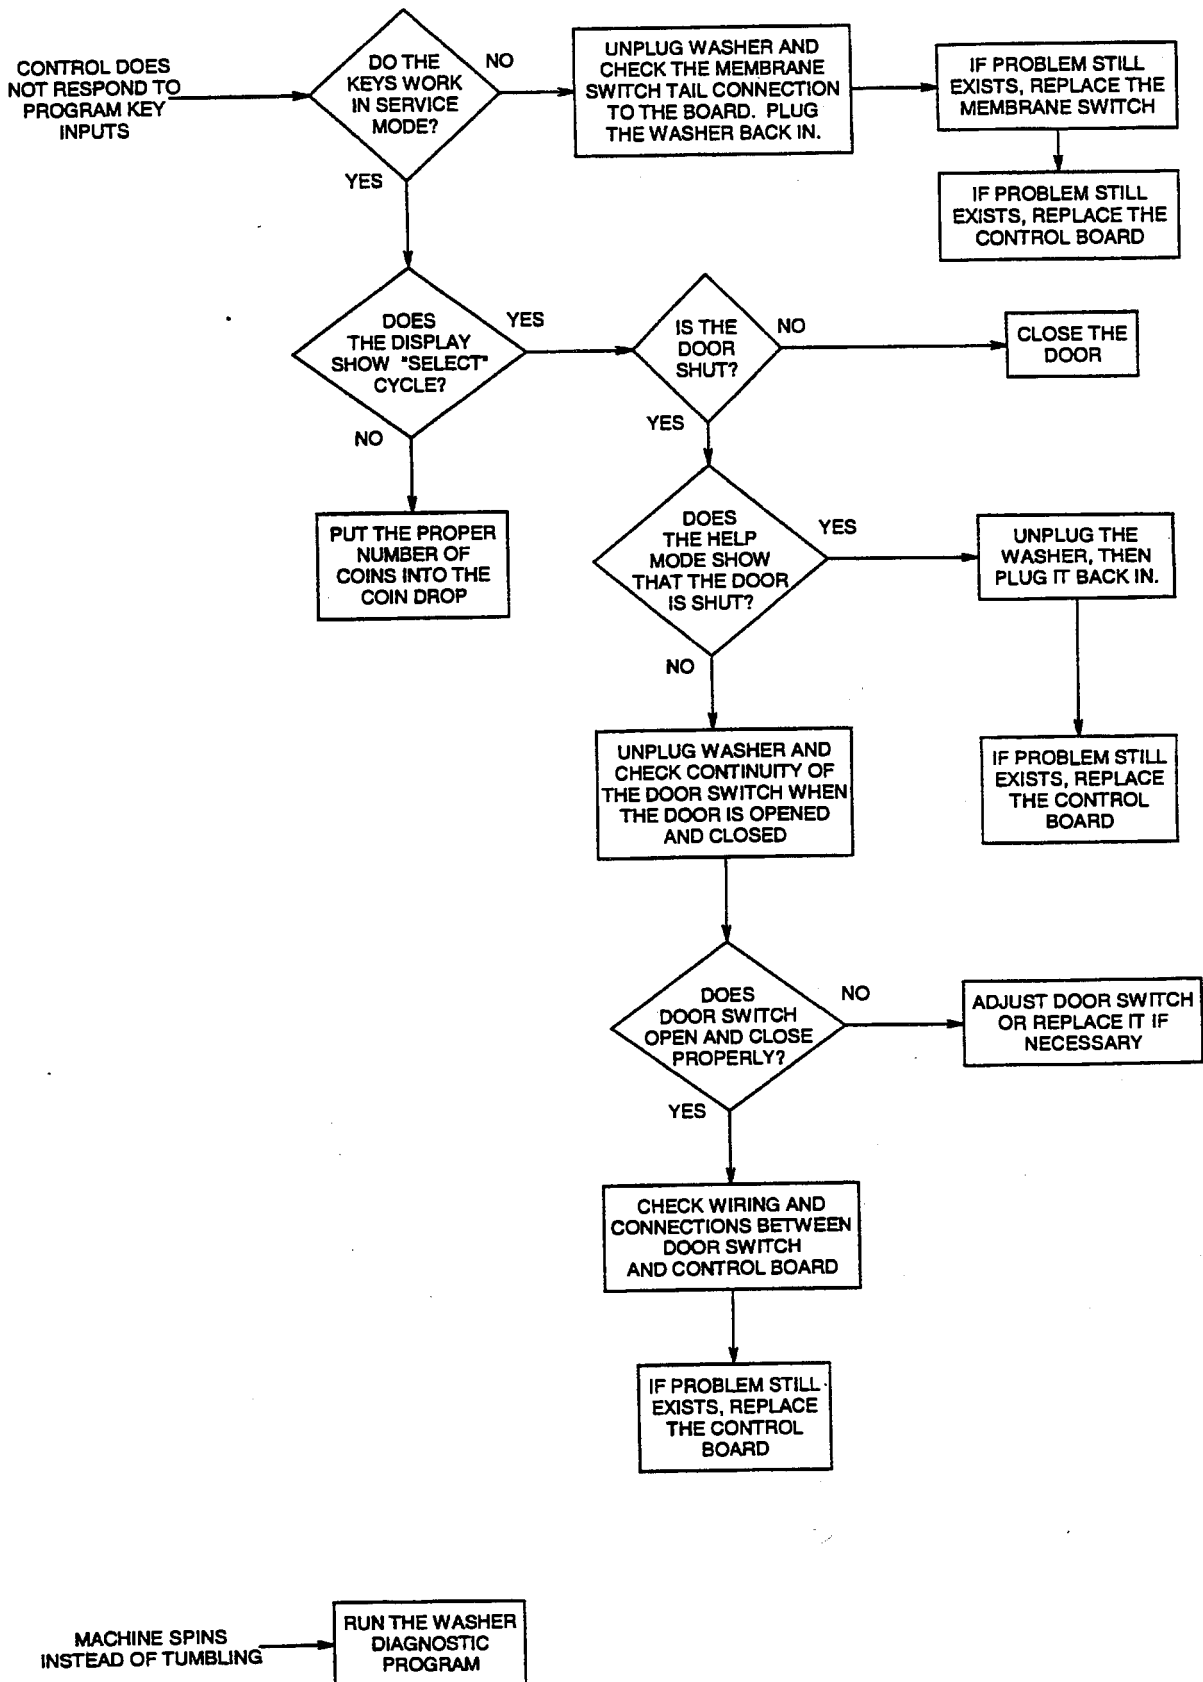 CONTROL DOES
NOT RESPOND TO
PROGRAM KEY
INPUTS
DO THE
KEYS WORK
IN SERVICE
MODE?
NO
UNPLUG WASHER AND
CHECK THE MEMBRANE
SWITCH TAIL CONNECTION
TO THE BOARD. PLUG
THE WASHER BACK IN.
IF PROBLEM STILL
EXISTS, REPLACE THE
MEMBRANE SWITCH
IF PROBLEM STILL
EXISTS, REPLACE THE
CONTROL BOARD
YES
DOES
THE DISPLAY
SHOW "SELECT"
CYCLE?
YES
IS THE
DOOR
SHUT?
NO
CLOSE THE
DOOR
NO
PUT THE PROPER
NUMBER OF
COINS INTO THE
COIN DROP
YES
DOES
THE HELP
MODE SHOW
THAT THE DOOR
IS SHUT?
YES
UNPLUG THE
WASHER, THEN
PLUG IT BACK IN.
IF PROBLEM STILL
EXISTS, REPLACE
THE CONTROL
BOARD
NO
UNPLUG WASHER AND
CHECK CONTINUITY OF
THE DOOR SWITCH WHEN
THE DOOR IS OPENED
AND CLOSED
DOES
DOOR SWITCH
OPEN AND CLOSE
PROPERLY?
NO
ADJUST DOOR SWITCH
OR REPLACE IT IF
NECESSARY
YES
CHECK WIRING AND
CONNECTIONS BETWEEN
DOOR SWITCH
AND CONTROL BOARD
IF PROBLEM STILL
EXISTS, REPLACE
THE CONTROL
BOARD
MACHINE SPINS
INSTEAD OF TUMBLING
RUN THE WASHER
DIAGNOSTIC
PROGRAM